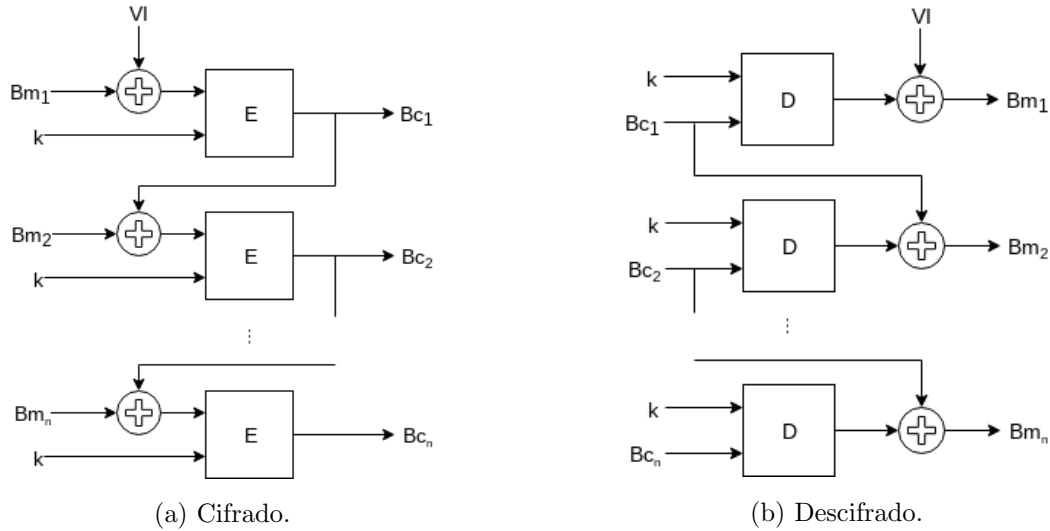 VI
Bm1
E
Bc1
k
Bm2
E
Bc2
k
Bmn
E
Bcn
k
(a) Cifrado.
VI
k
D
Bm1
Bc1
k
D
Bm2
Bc2
k
D
Bmn
Bcn
(b) Descifrado.